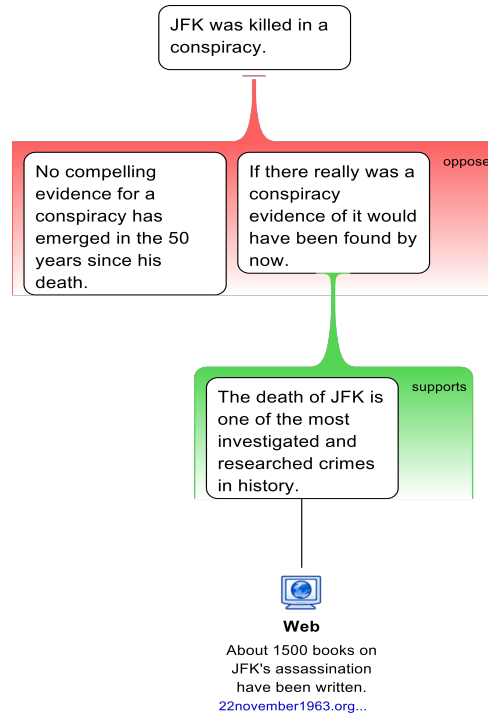 JFK was killed in a
conspiracy.
oppose
No compelling
evidence for a
conspiracy has
emerged in the 50
years since his
death.
If there really was a
conspiracy
evidence of it would
have been found by
now.
supports
The death of JFK is
one of the most
investigated and
researched crimes
in history.
Web
About 1500 books on
JFK's assassination
have been written.
22november1963.org...